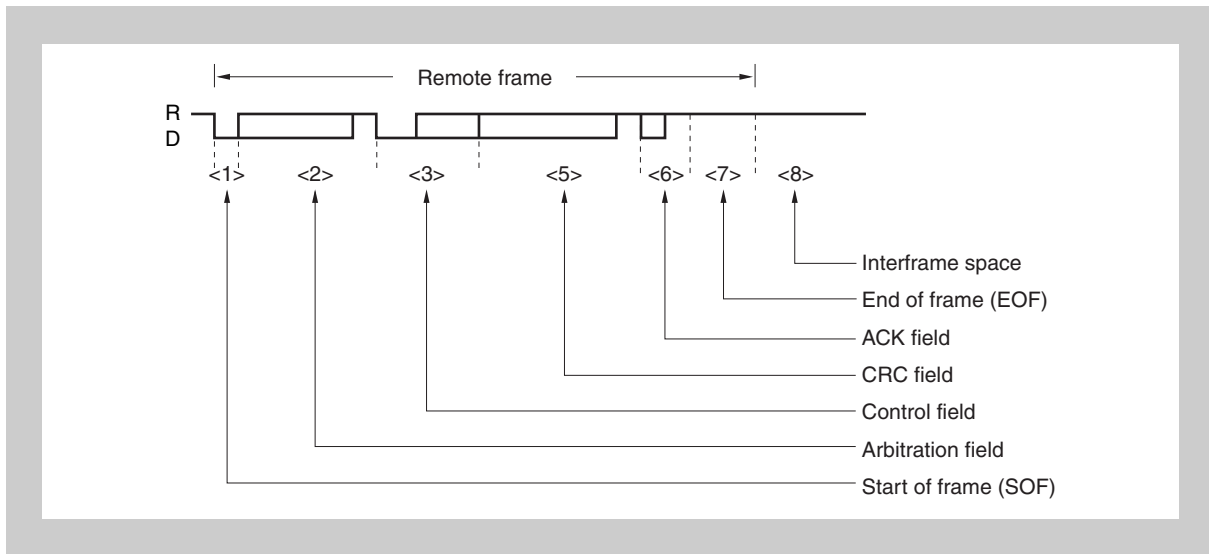 Remote frame
R
D
<1> <2> <3> <5> <6> <7> <8>
Interframe space
End of frame (EOF)
ACK field
CRC field
Control field
Arbitration field
Start of frame (SOF)